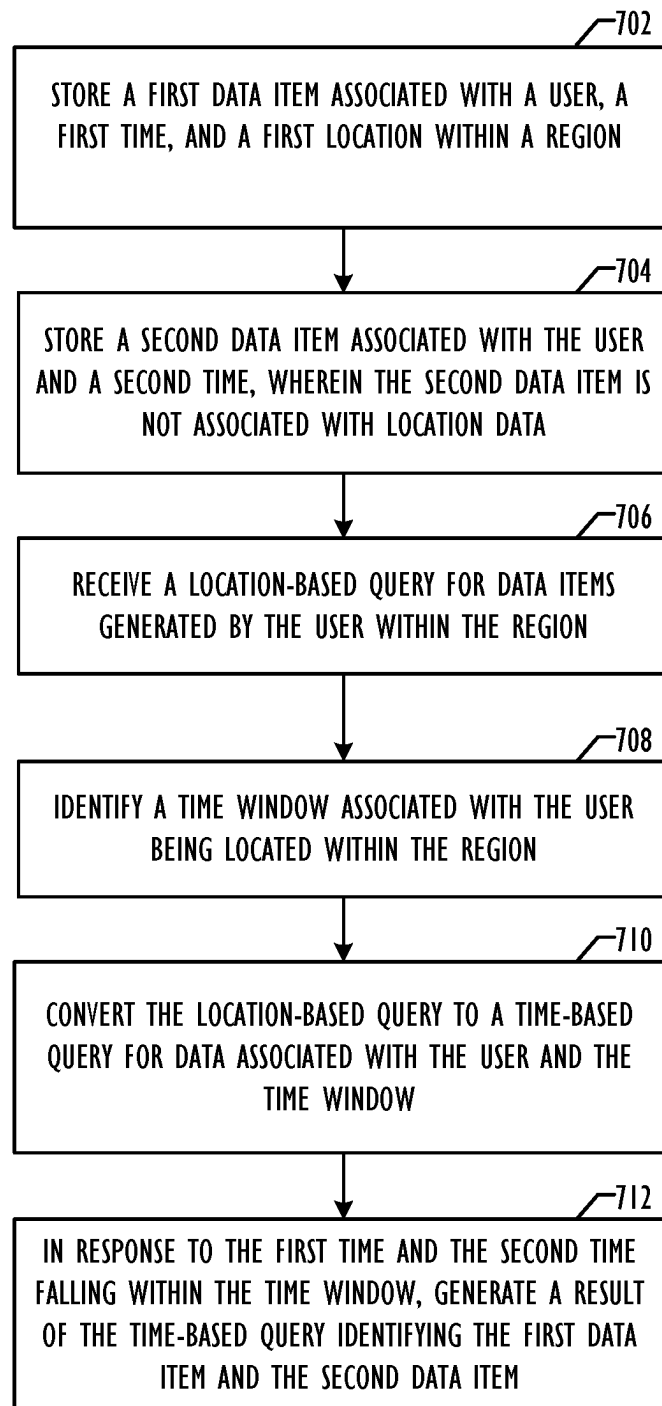 702
STORE A FIRST DATA ITEM ASSOCIATED WITH A USER, A
FIRST TIME, AND A FIRST LOCATION WITHIN A REGION
704
STORE A SECOND DATA ITEM ASSOCIATED WITH THE USER
AND A SECOND TIME, WHEREIN THE SECOND DATA ITEM IS
NOT ASSOCIATED WITH LOCATION DATA
706
RECEIVE A LOCATION-BASED QUERY FOR DATA ITEMS
GENERATED BY THE USER WITHIN THE REGION
708
IDENTIFY A TIME WINDOW ASSOCIATED WITH THE USER
BEING LOCATED WITHIN THE REGION
710
CONVERT THE LOCATION-BASED QUERY TO A TIME-BASED
QUERY FOR DATA ASSOCIATED WITH THE USER AND THE
TIME WINDOW
712
IN RESPONSE TO THE FIRST TIME AND THE SECOND TIME
FALLING WITHIN THE TIME WINDOW, GENERATE A RESULT
OF THE TIME-BASED QUERY IDENTIFYING THE FIRST DATA
ITEM AND THE SECOND DATA ITEM